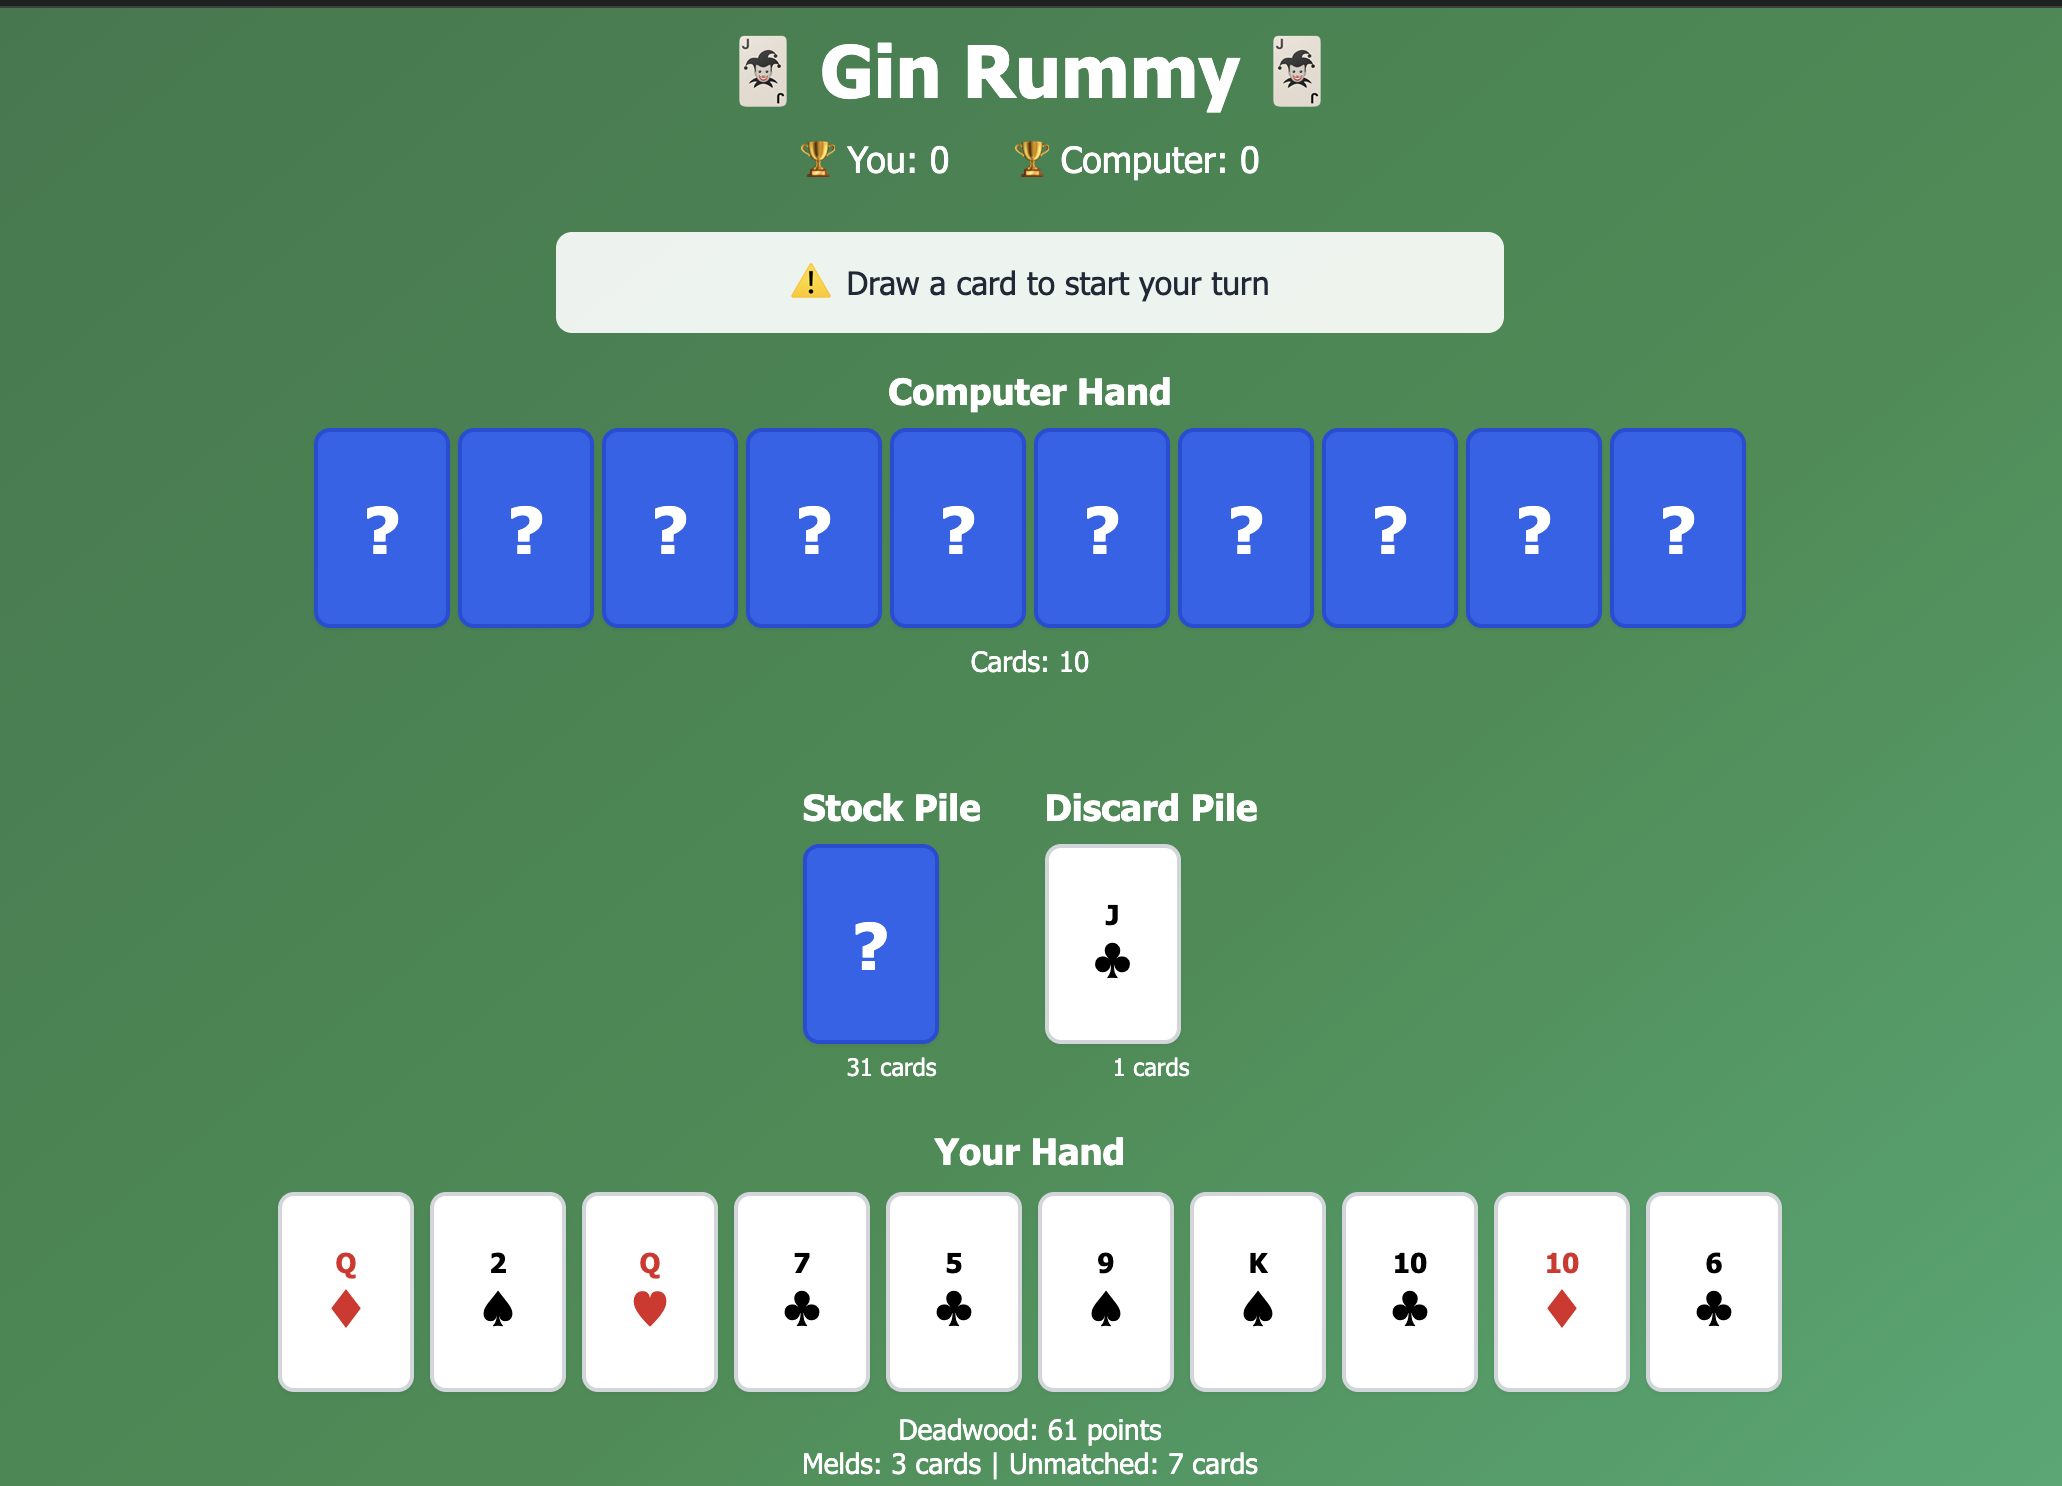 Gin Rummy
🏆 You: 0 🏆 Computer: 0
⚠️ Draw a card to start your turn
Computer Hand
? ? ? ? ? ? ? ? ? ?
Cards: 10
Stock Pile Discard Pile
? J♣
31 cards 1 cards
Your Hand
Q♦ 2♠ Q♥ 7♣ 5♣ 9♠ K♠ 10♣ 10♦ 6♣
Deadwood: 61 points
Melds: 3 cards | Unmatched: 7 cards